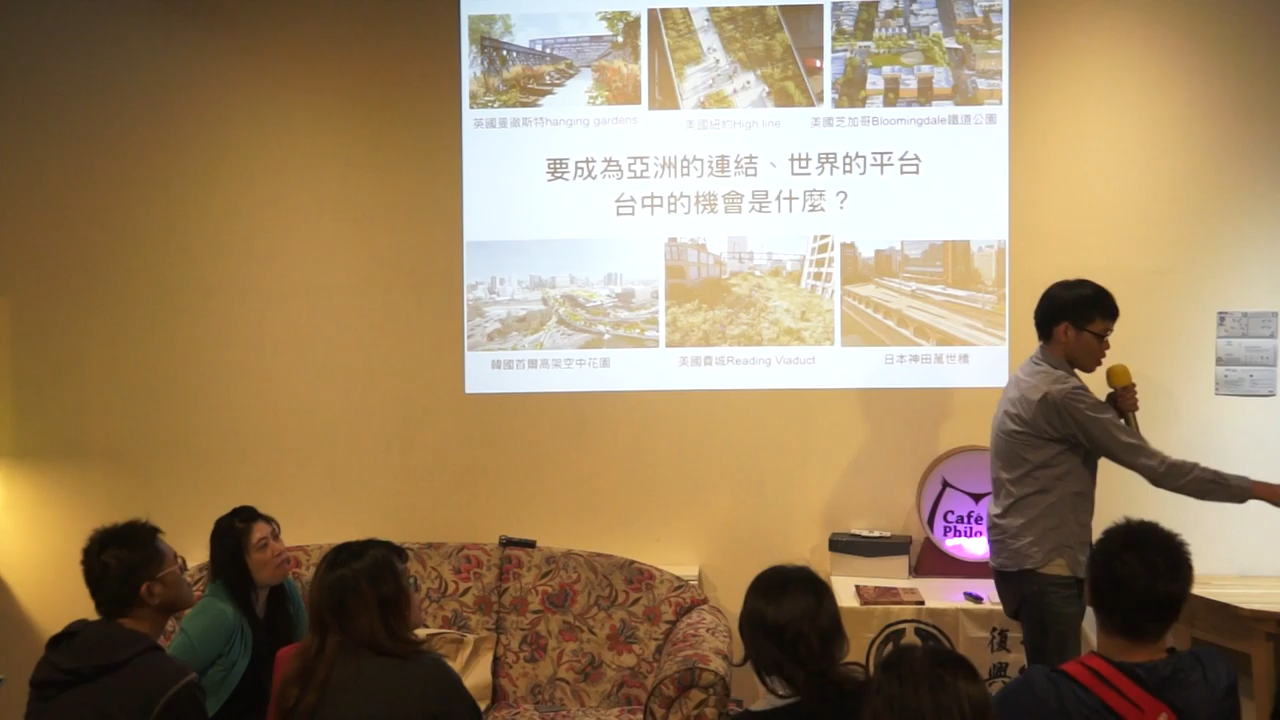 英國曼徹斯特hanging gardens
美國紐約High line
美國芝加哥Bloomingdale鐵道公園
要成為亞洲的連結、世界的平台
台中的機會是什麼？
韓國首爾高架空中花園
美國費城Reading Viaduct
日本神田萬世橋
Café
Philo
復
興